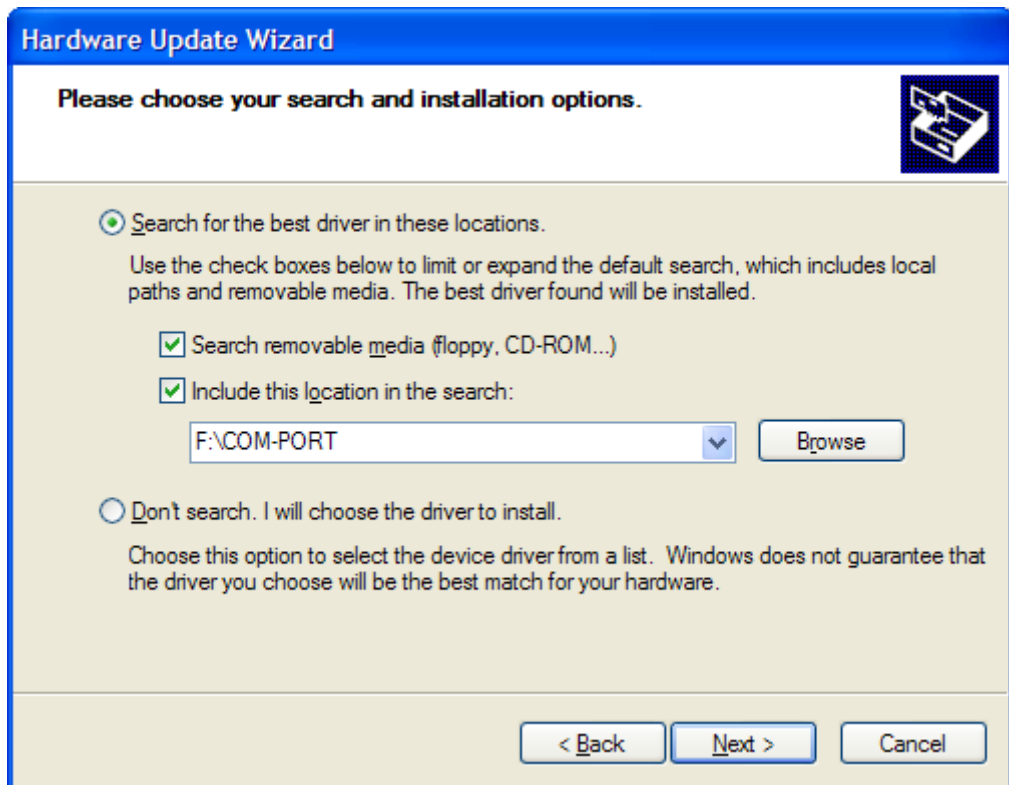 Hardware Update Wizard
Please choose your search and installation options.
Search for the best driver in these locations.
Use the check boxes below to limit or expand the default search, which includes local
paths and removable media. The best driver found will be installed.
Search removable media (floppy, CD-ROM...)
Include this location in the search:
F:\COM-PORT
Browse
Don't search. I will choose the driver to install.
Choose this option to select the device driver from a list.  Windows does not guarantee that
the driver you choose will be the best match for your hardware.
< Back
Next >
Cancel